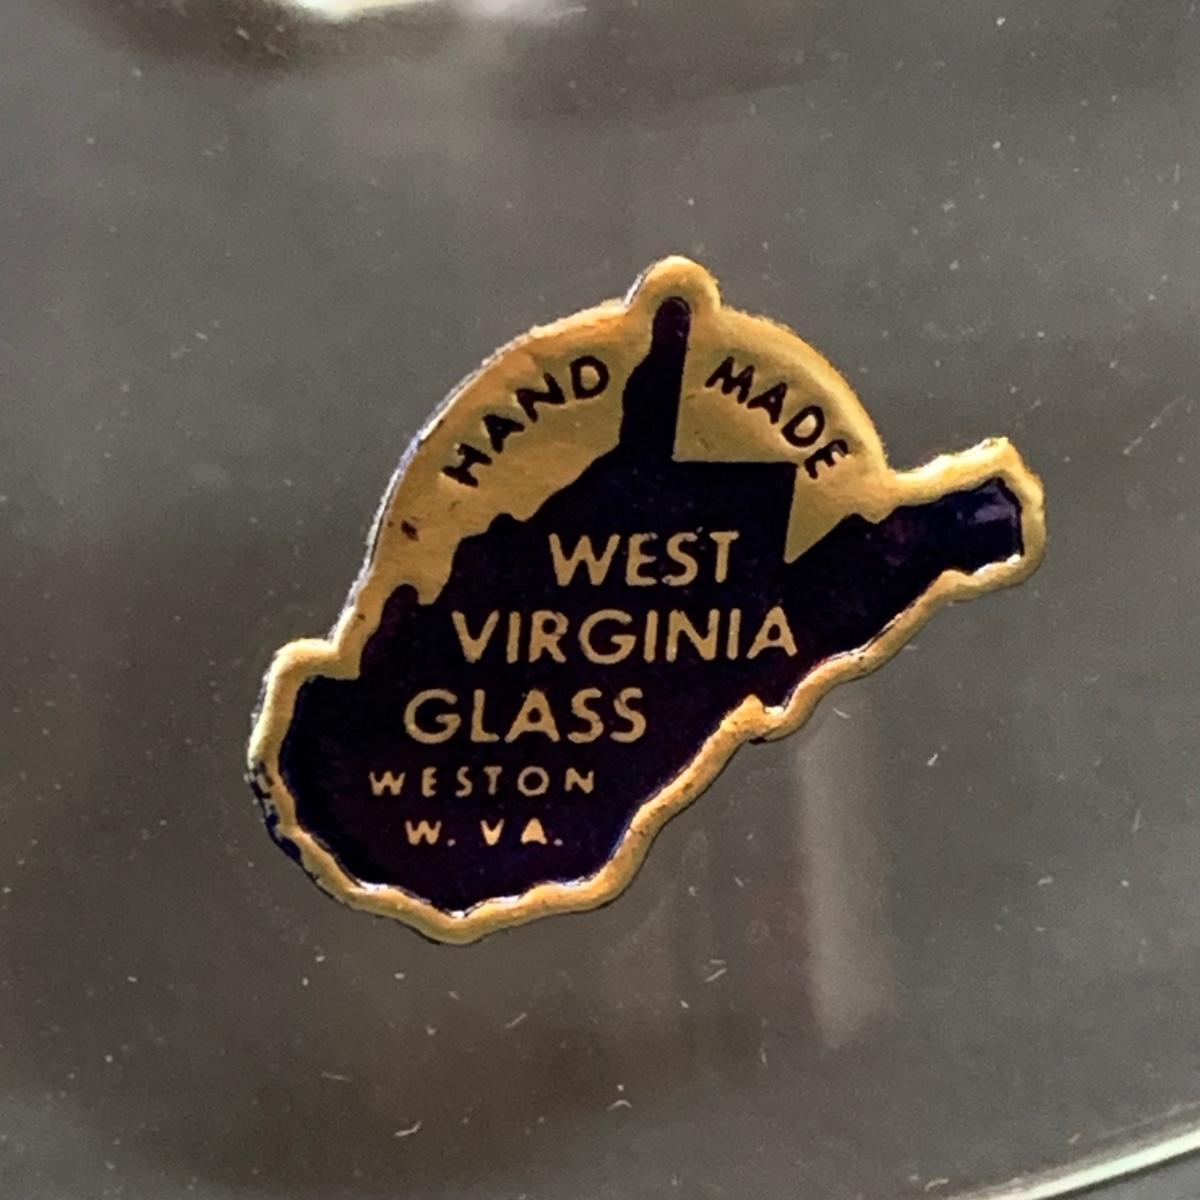 HAND MADE
WEST
VIRGINIA
GLASS
WESTON
W. VA.